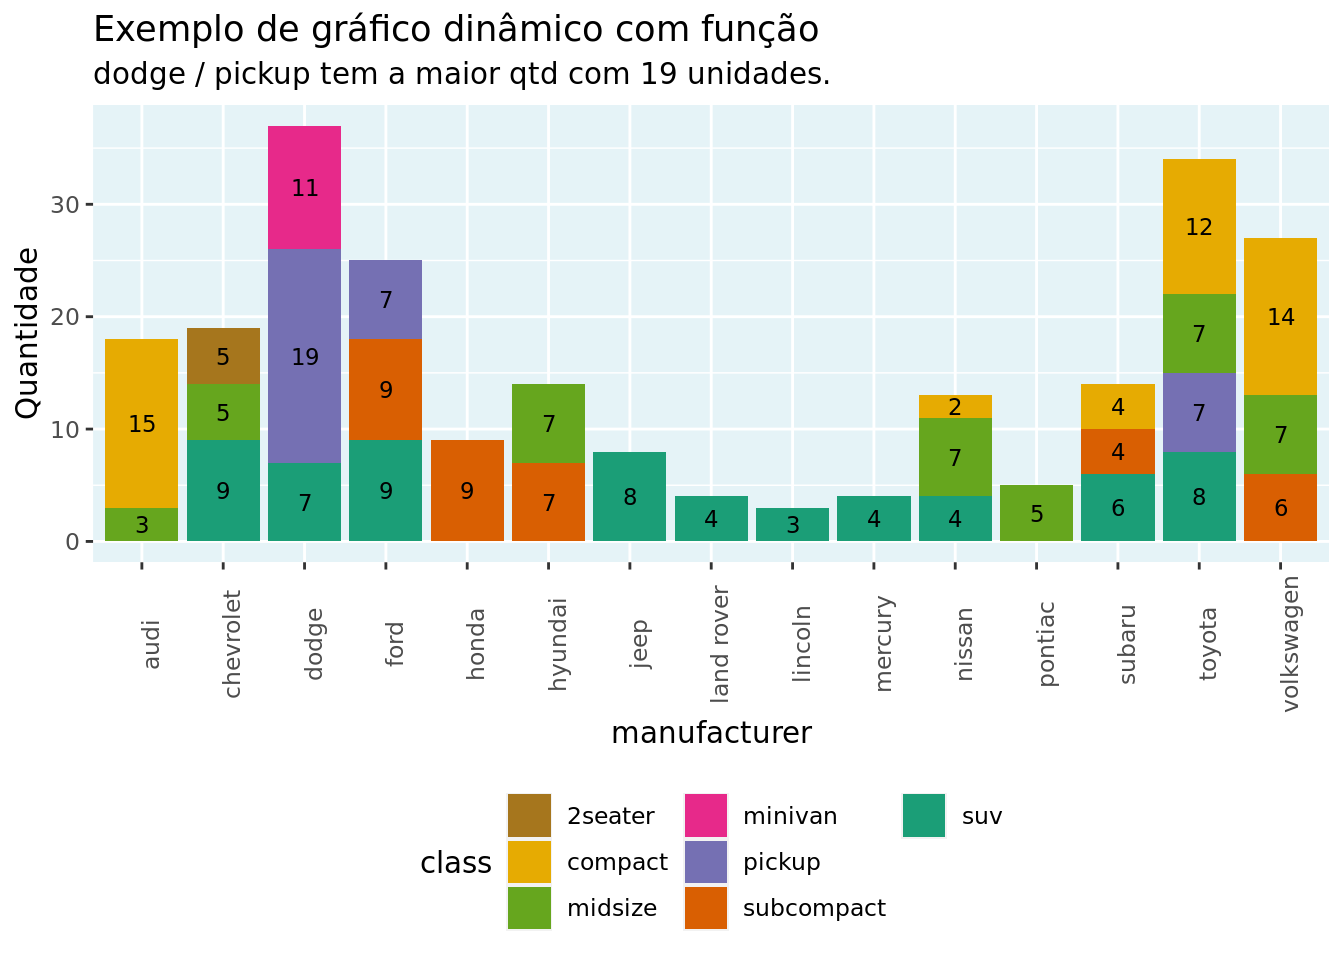 Exemplo de gráfico dinâmico com função
dodge / pickup tem a maior qtd com 19 unidades.
Quantidade
30
20
10
0
15
3
5
5
9
11
19
7
7
9
9
9
7
7
8
4
3
4
2
7
4
5
4
4
6
12
7
7
8
14
7
6
audi
chevrolet
dodge
ford
honda
hyundai
jeep
land rover
lincoln
mercury
nissan
pontiac
subaru
toyota
volkswagen
manufacturer
class
2seater
compact
midsize
minivan
pickup
subcompact
suv